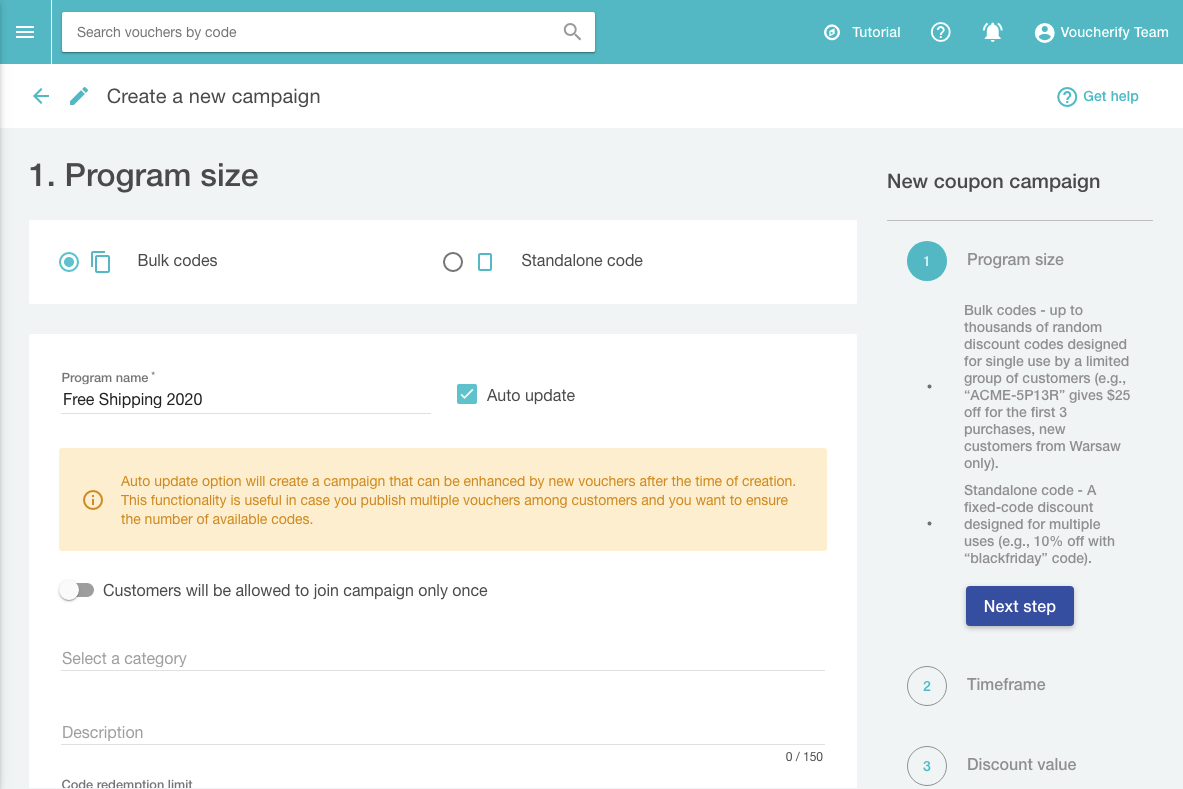 Search vouchers by code
Tutorial
Voucherify Team
Create a new campaign
Get help
1. Program size
Bulk codes
Standalone code
Program name *
Free Shipping 2020
Auto update
Auto update option will create a campaign that can be enhanced by new vouchers after the time of creation.
This functionality is useful in case you publish multiple vouchers among customers and you want to ensure
the number of available codes.
Customers will be allowed to join campaign only once
Select a category
Description
0 / 150
Code redemption limit
New coupon campaign
1
Program size
Bulk codes - up to
thousands of random
discount codes designed
for single use by a limited
group of customers (e.g.,
“ACME-5P13R” gives $25
off for the first 3
purchases, new
customers from Warsaw
only).
Standalone code - A
fixed-code discount
designed for multiple
uses (e.g., 10% off with
“blackfriday” code).
Next step
2
Timeframe
3
Discount value